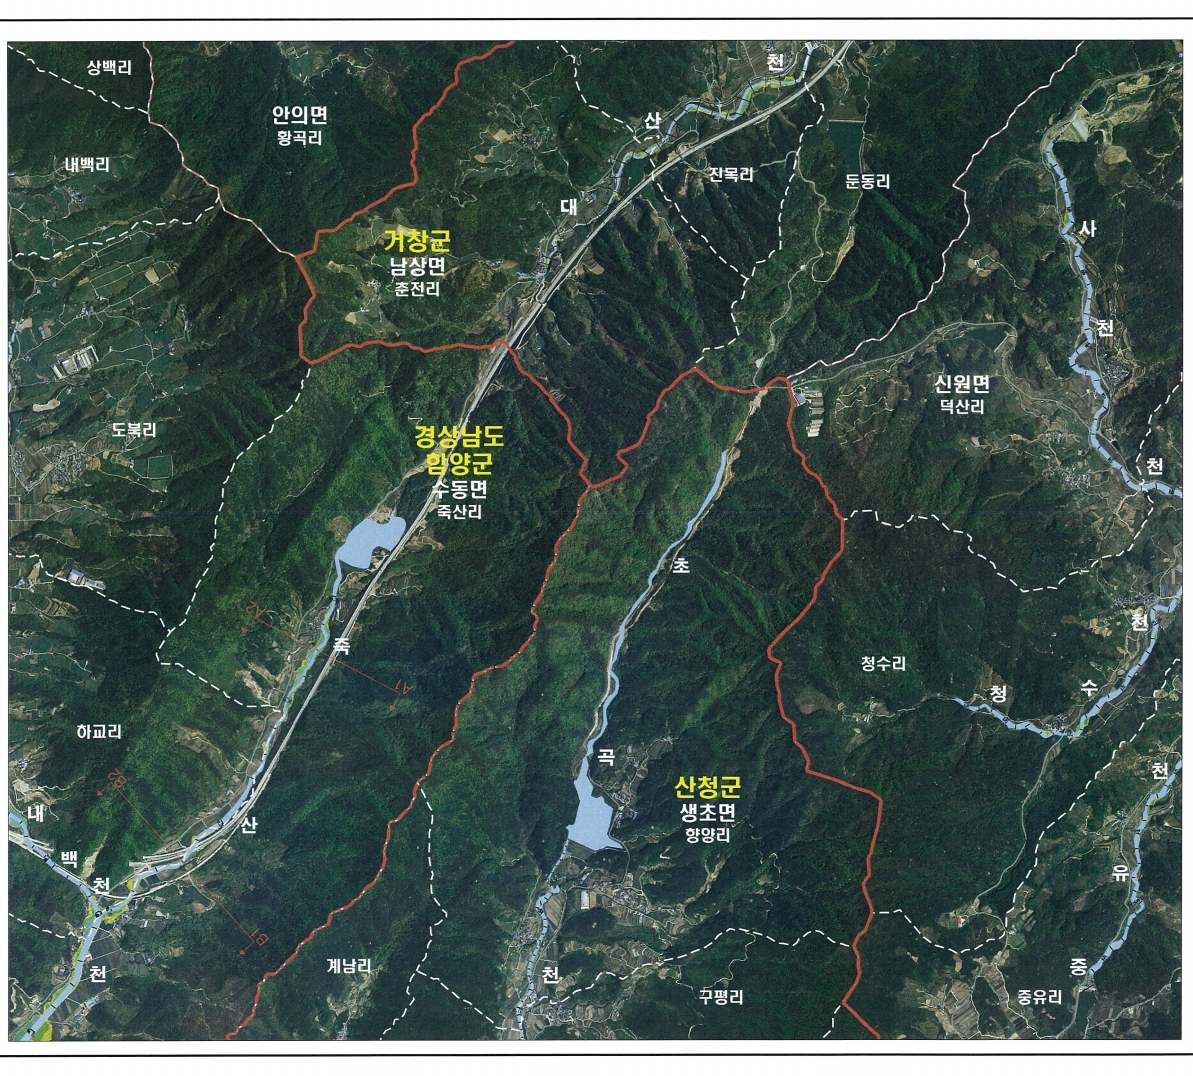 상백리
안의면
황곡리
내백리
천
산
대
진목리
둔동리
사
천
거창군
남상면
춘전리
신원면
덕산리
도북리
경상남도
함양군
수동면
죽산리
천
초
A2
죽
A1
천
청수리
청
수
하교리
B2
곡
천
산청군
생초면
향양리
내
백
천
산
유
B1
천
계남리
천
구평리
중
중유리